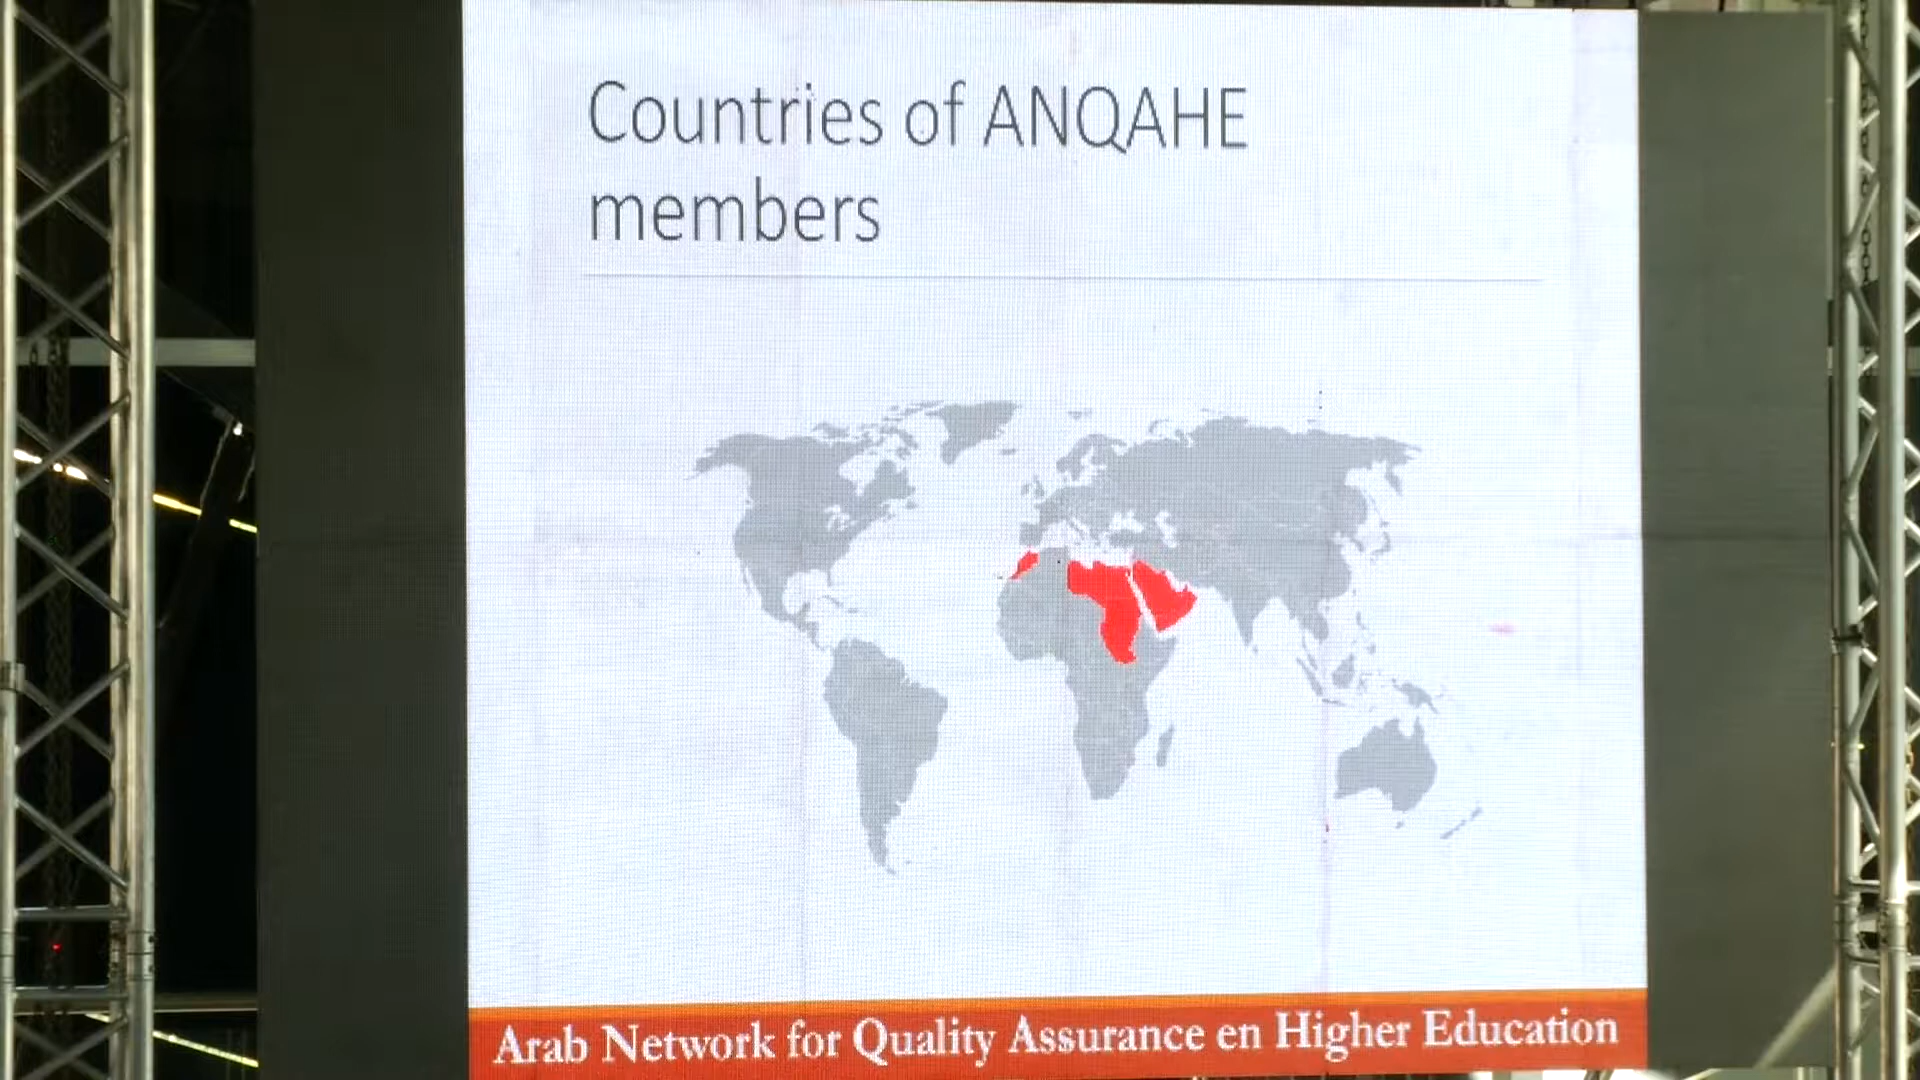 Countries of ANQAHE
members
Arab Network for Quality Assurance en Higher Education